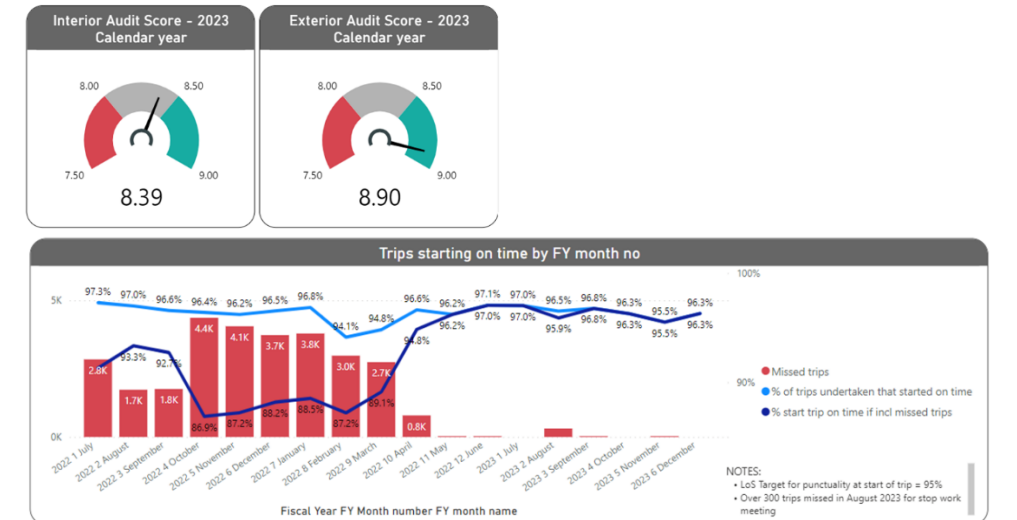 Interior Audit Score - 2023
Calendar year
Exterior Audit Score - 2023
Calendar year
8.00
8.50
7.50
9.00
8.39
8.00
8.50
7.50
9.00
8.90
Trips starting on time by FY month no
5K
0K
100%
90%
97.3%
97.0%
96.6%
96.4%
96.2%
96.5%
96.8%
94.1%
94.8%
96.6%
96.2%
97.1%
97.0%
96.5%
96.8%
96.3%
95.5%
96.3%
93.3%
92.7%
86.9%
87.2%
88.2%
88.5%
87.2%
89.1%
94.8%
96.2%
97.0%
97.0%
95.9%
96.8%
96.3%
95.5%
96.3%
2.8K
1.7K
1.8K
4.4K
4.1K
3.7K
3.8K
3.0K
2.7K
0.8K
2022 1 July
2022 2 August
2022 3 September
2022 4 October
2022 5 November
2022 6 December
2022 7 January
2022 8 February
2022 9 March
2022 10 April
2022 11 May
2022 12 June
2023 1 July
2023 2 August
2023 3 September
2023 4 October
2023 5 November
2023 6 December
Fiscal Year FY Month number FY month name
Missed trips
% of trips undertaken that started on time
% start trip on time if incl missed trips
NOTES:
• LoS Target for punctuality at start of trip = 95%
• Over 300 trips missed in August 2023 for stop work
meeting